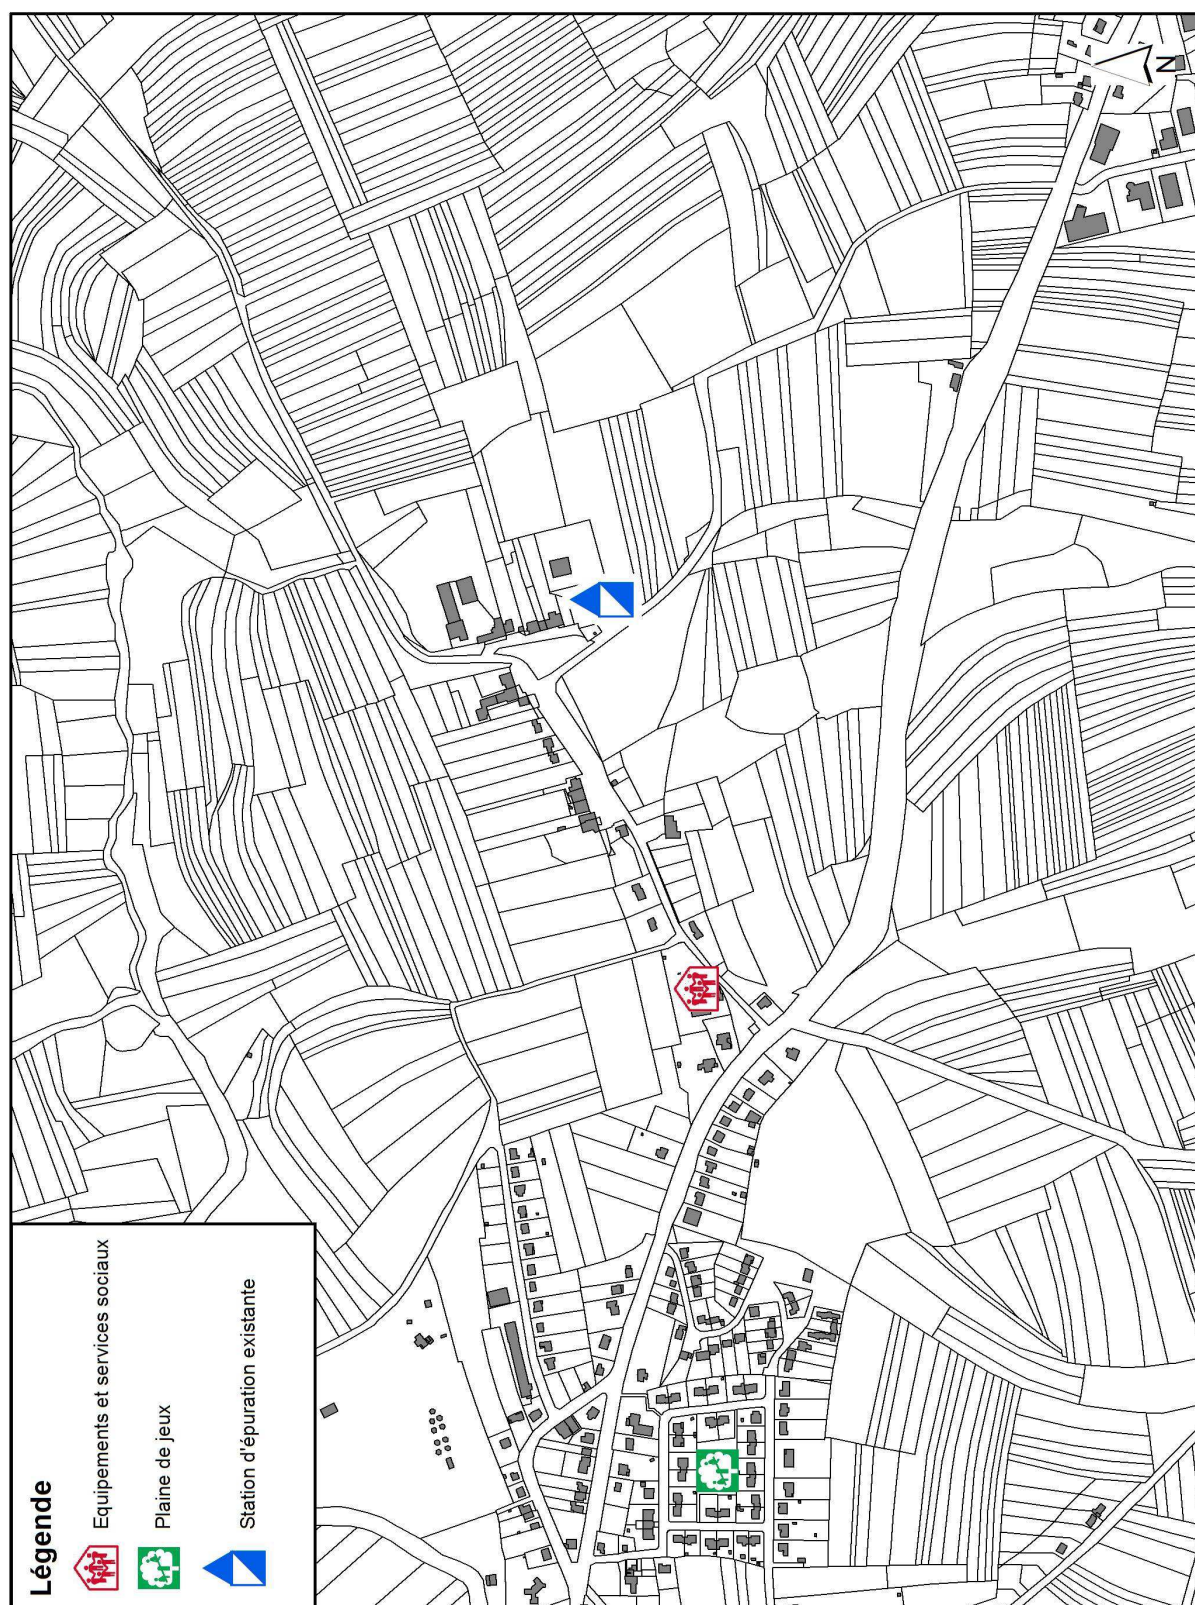 Légende
Equipements et services sociaux
Plaine de jeux
Station d'épuration existante
N